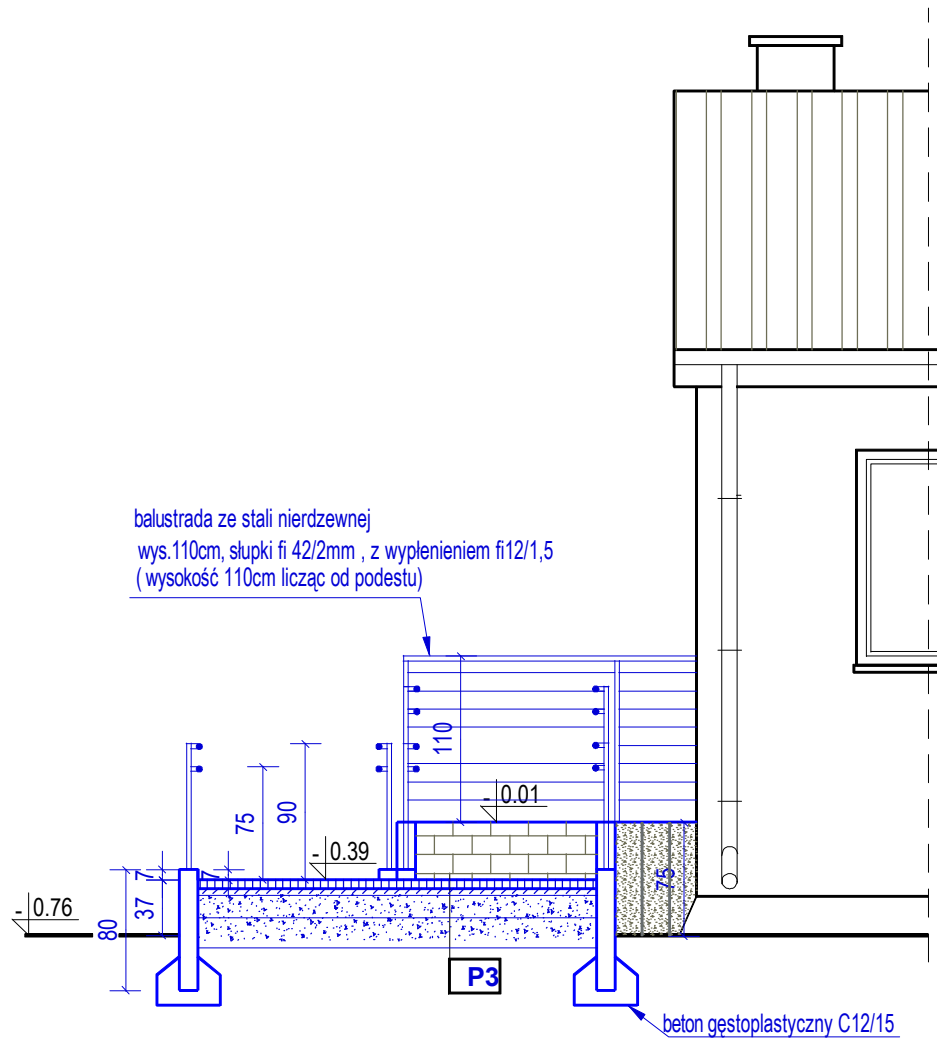 balustrada ze stali nierdzewnej
wys.110cm, słupki fi 42/2mm , z wypłenieniem fi12/1,5
( wysokość 110cm licząc od podestu)
110
- 0.01
75
90
- 0.39
7
7
37
80
- 0.76
75
P3
beton gęstoplastyczny C12/15